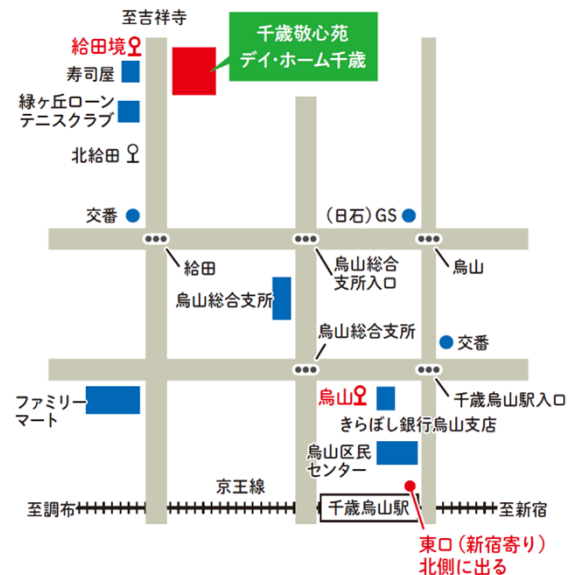 至吉祥寺
千歳敬心苑
デイ・ホーム千歳
給田境
寿司屋
緑ヶ丘ローン
テニスクラブ
北給田
交番
(日石)GS
給田
烏山総合
支所入口
烏山
烏山総合支所
烏山総合支所
交番
ファミリー
マート
烏山
千歳烏山駅入口
きらぼし銀行烏山支店
烏山区民
センター
京王線
至調布
千歳烏山駅
至新宿
東口(新宿寄り)
北側に出る